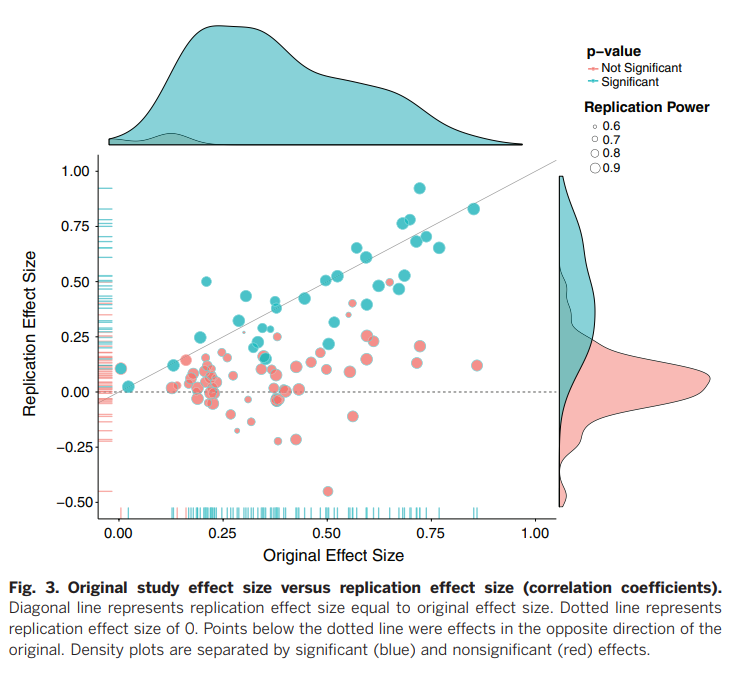 p-value
Not Significant
Significant
Replication Power
0.6
0.7
0.8
0.9
1.00
0.75
0.50
0.25
0.00
−0.25
−0.50
Replication Effect Size
0.00 0.25 0.50 0.75 1.00
Original Effect Size
Fig. 3. Original study effect size versus replication effect size (correlation coefficients).
Diagonal line represents replication effect size equal to original effect size. Dotted line represents
replication effect size of 0. Points below the dotted line were effects in the opposite direction of the
original. Density plots are separated by significant (blue) and nonsignificant (red) effects.